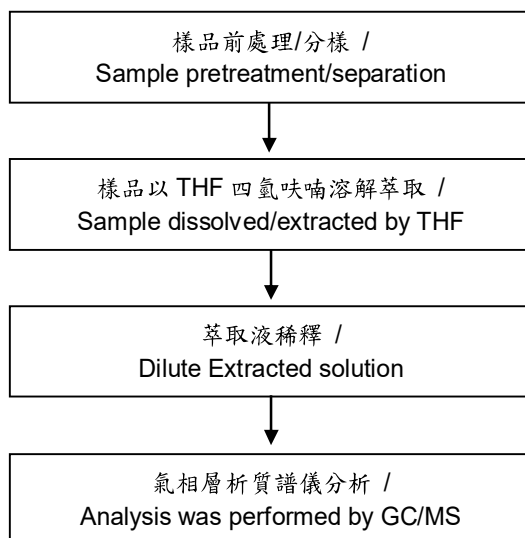 樣品前處理/分樣 /
Sample pretreatment/separation
樣品以 THF 四氫呋喃溶解萃取 /
Sample dissolved/extracted by THF
萃取液稀釋 /
Dilute Extracted solution
氣相層析質譜儀分析 /
Analysis was performed by GC/MS